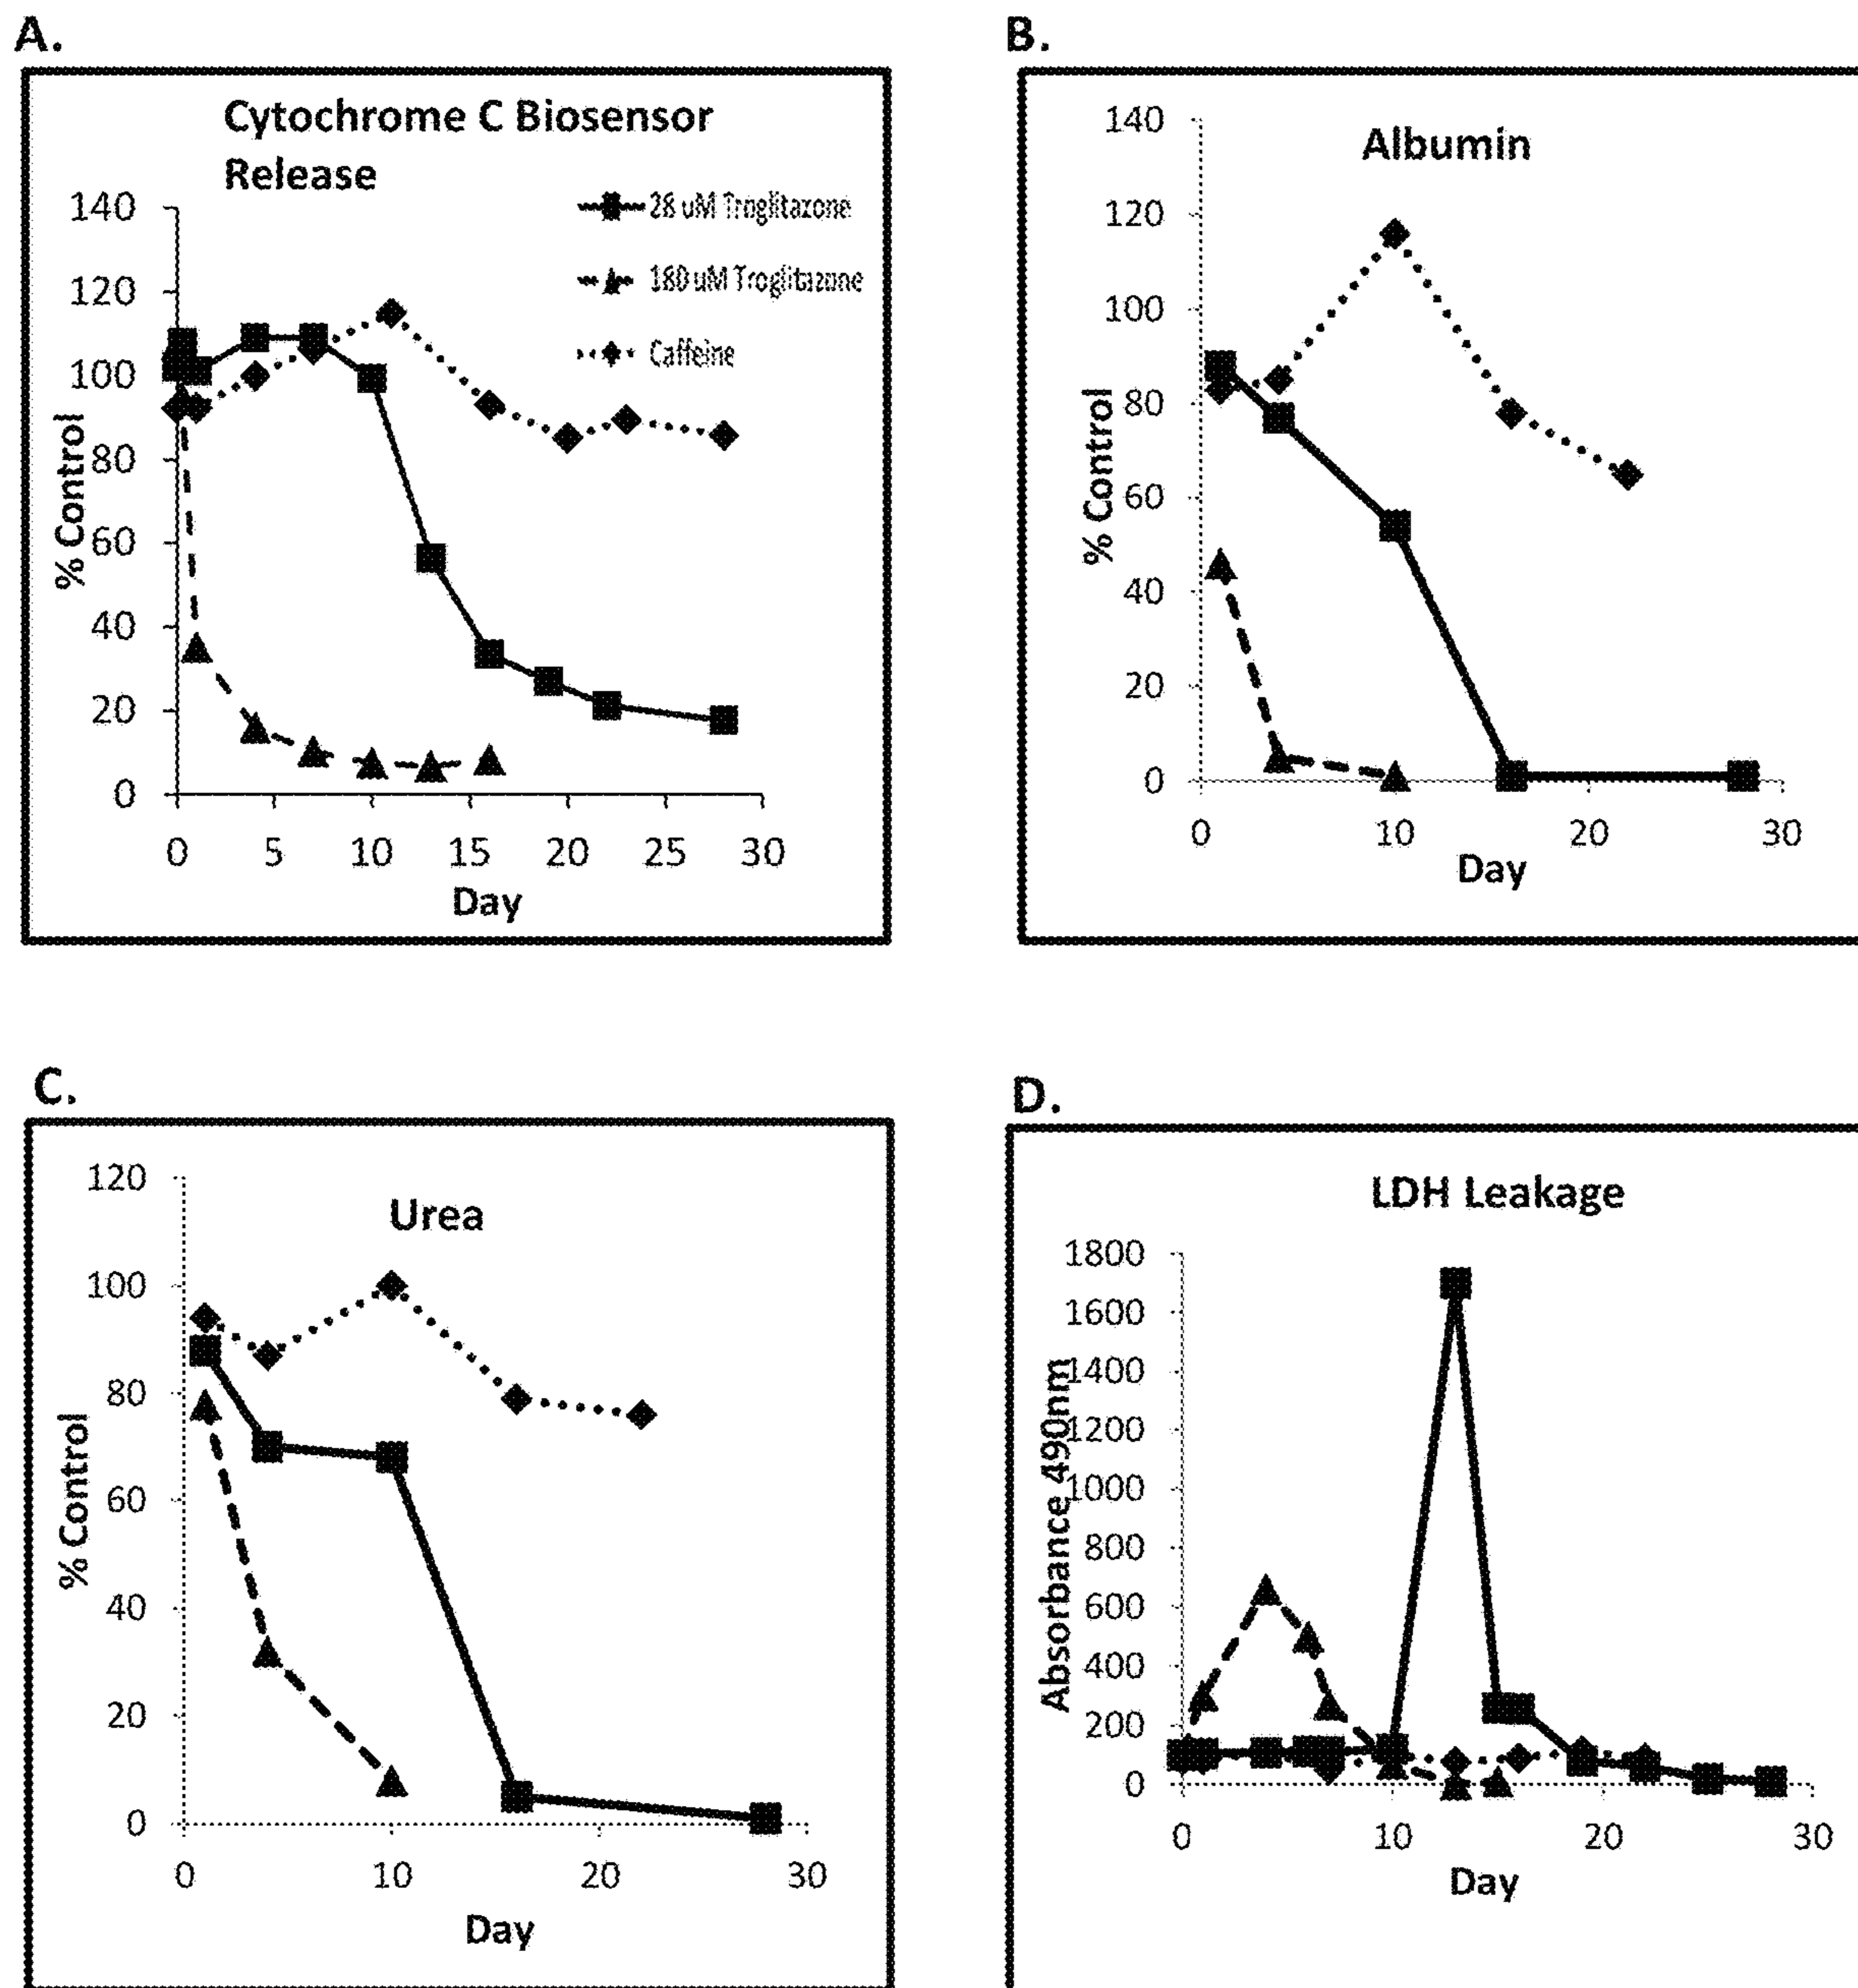 A.
Cytochrome C Biosensor
Release
28 uM Troglitazone
180 uM Troglitazone
Caffeine
140
120
100
80
60
40
20
0
% Control
0 5 10 15 20 25 30
Day
B.
Albumin
140
120
100
80
60
40
20
0
% Control
0 10 20 30
Day
C.
Urea
120
100
80
60
40
20
0
% Control
0 10 20 30
Day
D.
LDH Leakage
1800
1600
1400
1200
1000
800
600
400
200
0
Absorbance 490nm
0 10 20 30
Day